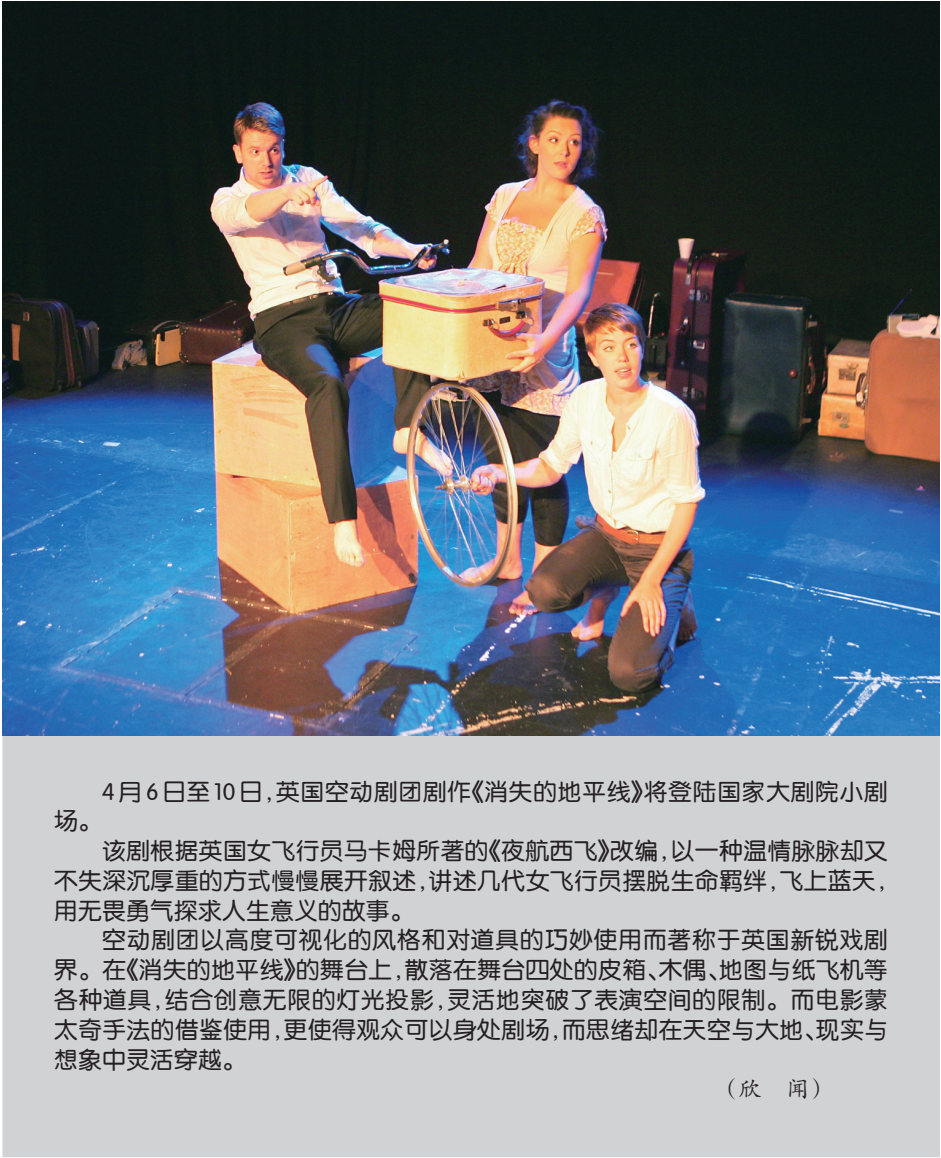 4月6日至10日,英国空动剧团剧作《消失的地平线》将登陆国家大剧院小剧
场。
该剧根据英国女飞行员马卡姆所著的《夜航西飞》改编,以一种温情脉脉却又
不失深沉厚重的方式慢慢展开叙述,讲述几代女飞行员摆脱生命羁绊,飞上蓝天,
用无畏勇气探求人生意义的故事。
空动剧团以高度可视化的风格和对道具的巧妙使用而著称于英国新锐戏剧
界。在《消失的地平线》的舞台上,散落在舞台四处的皮箱、木偶、地图与纸飞机等
各种道具,结合创意无限的灯光投影,灵活地突破了表演空间的限制。而电影蒙
太奇手法的借鉴使用,更使得观众可以身处剧场,而思绪却在天空与大地、现实与
想象中灵活穿越。
(欣 闻)